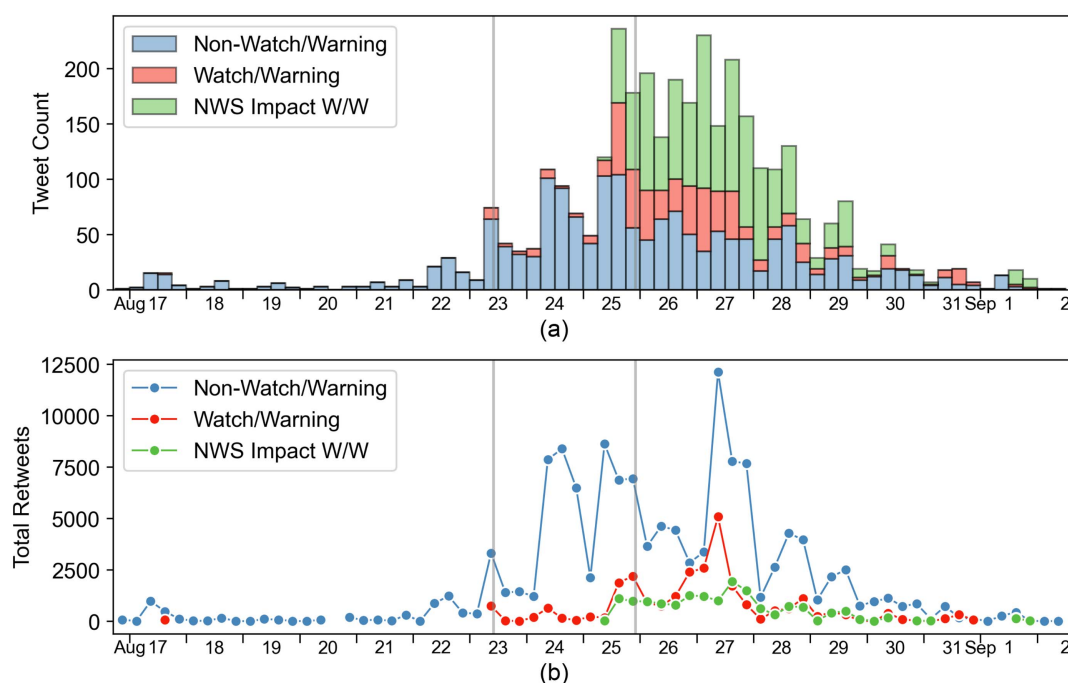 Non-Watch/Warning
Watch/Warning
NWS Impact W/W
Tweet Count
200
150
100
50
0
Aug 17 18 19 20 21 22 23 24 25 26 27 28 29 30 31 Sep 1 2
(a)
Non-Watch/Warning
Watch/Warning
NWS Impact W/W
Total Retweets
12500
10000
7500
5000
2500
0
Aug 17 18 19 20 21 22 23 24 25 26 27 28 29 30 31 Sep 1 2
(b)